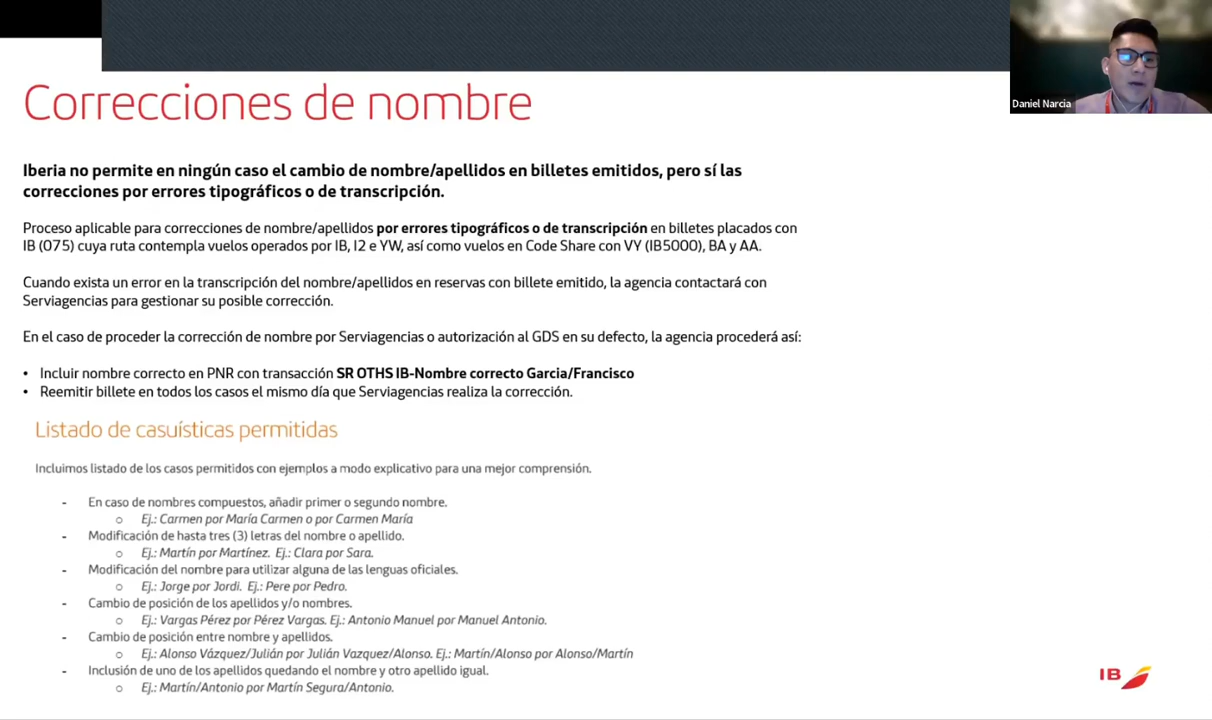 Daniel Narcia
Correcciones de nombre
Iberia no permite en ningún caso el cambio de nombre/apellidos en billetes emitidos, pero sí las
correcciones por errores tipográficos o de transcripción.
Proceso aplicable para correcciones de nombre/apellidos por errores tipográficos o de transcripción en billetes placados con
IB (075) cuya ruta contempla vuelos operados por IB, I2 e YW, así como vuelos en Code Share con VY (IB5000), BA y AA.
Cuando exista un error en la transcripción del nombre/apellidos en reservas con billete emitido, la agencia contactará con
Serviagencias para gestionar su posible corrección.
En el caso de proceder la corrección de nombre por Serviagencias o autorización al GDS en su defecto, la agencia procederá así:
• Incluir nombre correcto en PNR con transacción SR OTHS IB-Nombre correcto Garcia/Francisco
• Reemitir billete en todos los casos el mismo día que Serviagencias realiza la corrección.
Listado de casuísticas permitidas
Incluimos listado de los casos permitidos con ejemplos a modo explicativo para una mejor comprensión.
- En caso de nombres compuestos, añadir primer o segundo nombre.
o Ej.: Carmen por María Carmen o por Carmen María
- Modificación de hasta tres (3) letras del nombre o apellido.
o Ej.: Martín por Martínez. Ej.: Clara por Sara.
- Modificación del nombre para utilizar alguna de las lenguas oficiales.
o Ej.: Jorge por Jordi. Ej.: Pere por Pedro.
- Cambio de posición de los apellidos y/o nombres.
o Ej.: Vargas Pérez por Pérez Vargas. Ej.: Antonio Manuel por Manuel Antonio.
- Cambio de posición entre nombre y apellidos.
o Ej.: Alonso Vázquez/Julián por Julián Vazquez/Alonso. Ej.: Martín/Alonso por Alonso/Martín
- Inclusión de uno de los apellidos quedando el nombre y otro apellido igual.
o Ej.: Martín/Antonio por Martín Segura/Antonio.
IB